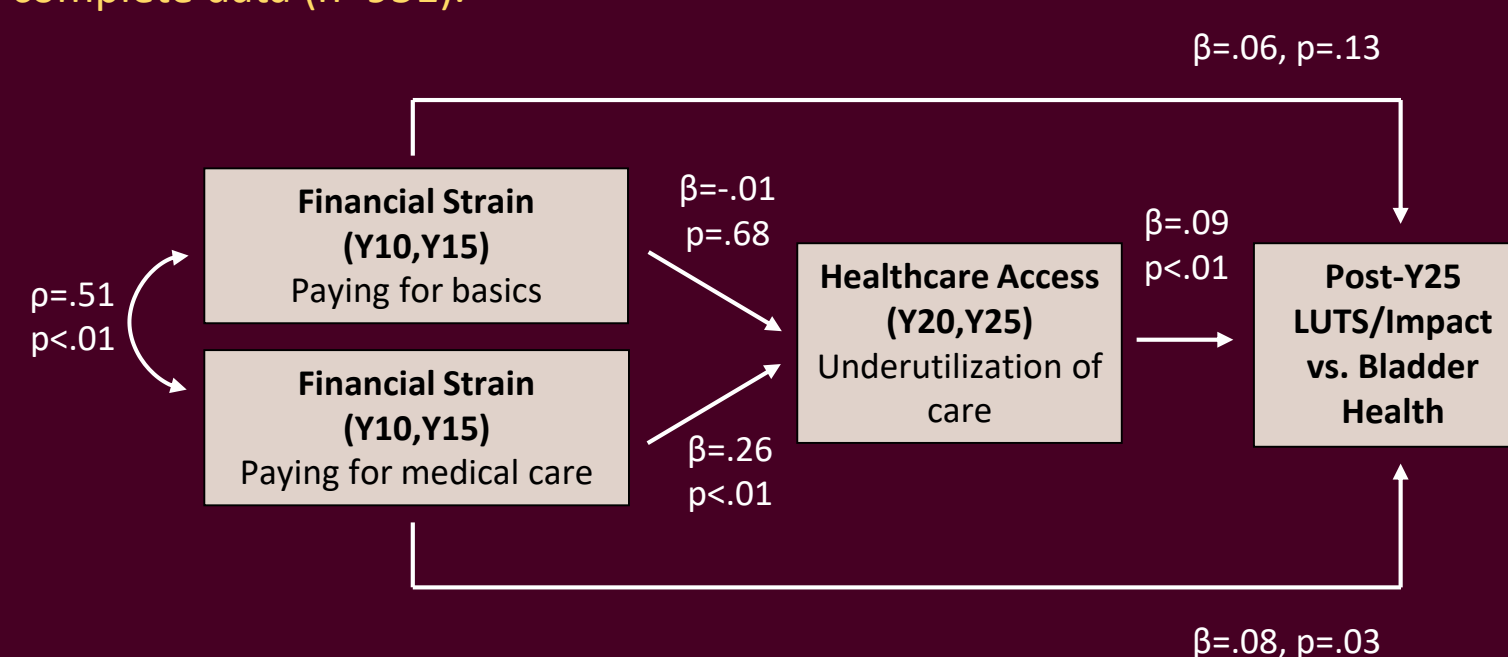 β=.06, p=.13
Financial Strain
(Y10,Y15)
Paying for basics
β=-.01
p=.68
ρ=.51
p<.01
Financial Strain
(Y10,Y15)
Paying for medical care
β=.26
p<.01
Healthcare Access
(Y20,Y25)
Underutilization of
care
β=.09
p<.01
Post-Y25
LUTS/Impact
vs. Bladder
Health
β=.08, p=.03